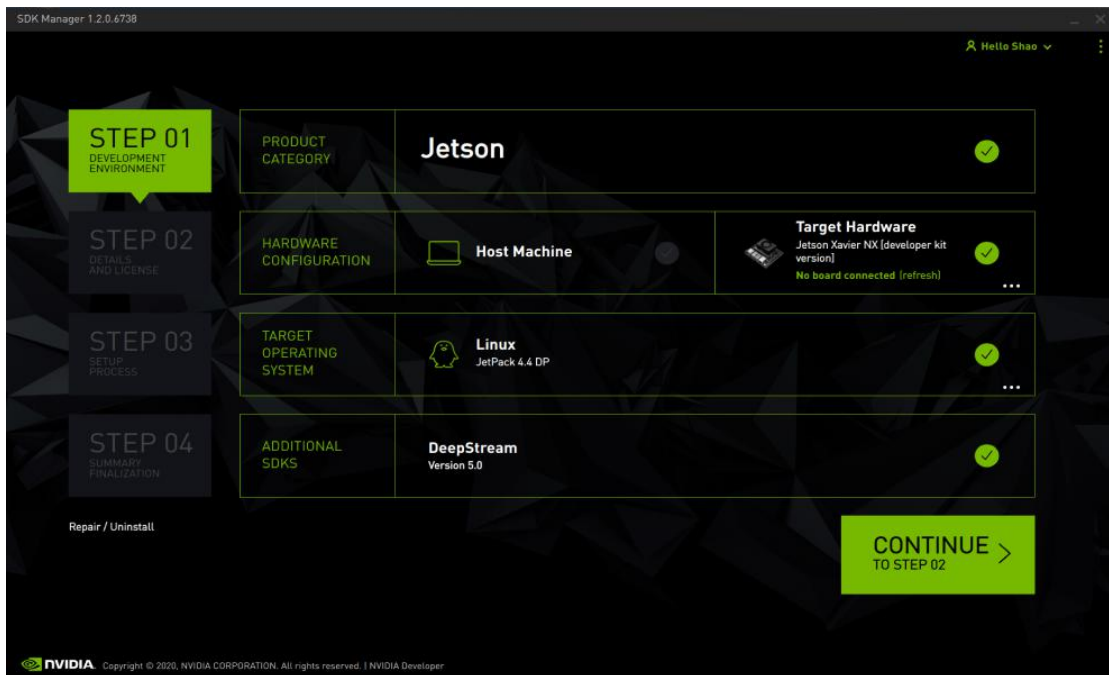 SDK Manager 1.2.0.6738
Hello Shao
STEP 01
DEVELOPMENT
ENVIRONMENT
PRODUCT
CATEGORY
Jetson
STEP 02
DETAILS
AND LICENSE
HARDWARE
CONFIGURATION
Host Machine
Target Hardware
Jetson Xavier NX [developer kit
version]
No board connected (refresh)
...
STEP 03
SETUP
PROCESS
TARGET
OPERATING
SYSTEM
Linux
JetPack 4.4 DP
...
STEP 04
SUMMARY
FINALIZATION
ADDITIONAL
SDKS
DeepStream
Version 5.0
Repair / Uninstall
CONTINUE >
TO STEP 02
NVIDIA. Copyright © 2020, NVIDIA CORPORATION. All rights reserved. | NVIDIA Developer